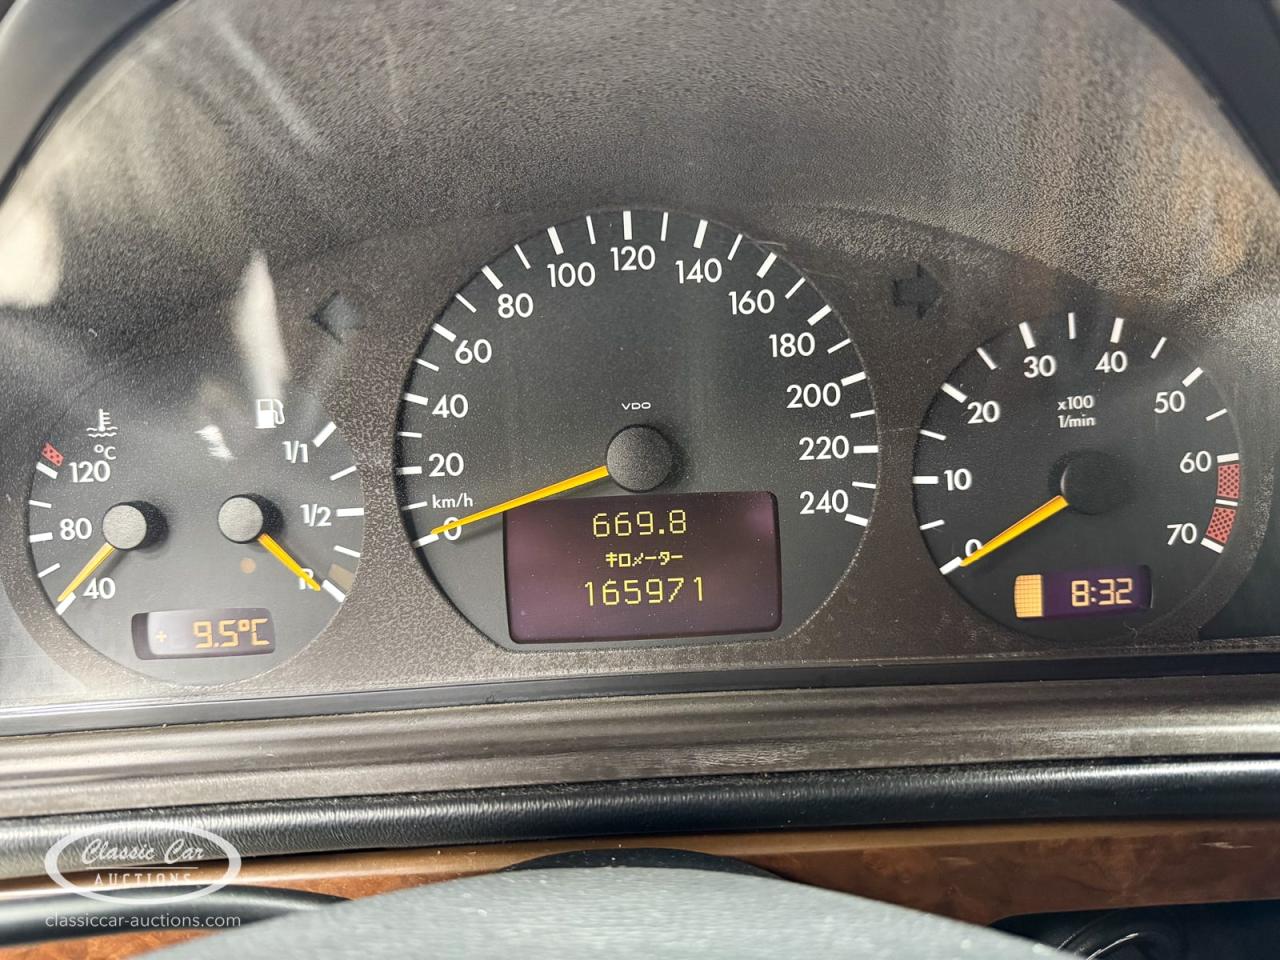 120
°C
80
40
1/1
1/2
R
+ 9.5°C
0
20
40
60
80
100
120
140
160
180
200
220
240
km/h
VDO
669.8
キロメーター
165971
0
10
20
30
40
50
60
70
x100
1/min
8:32
Classic Car
AUCTIONS
classiccar-auctions.com